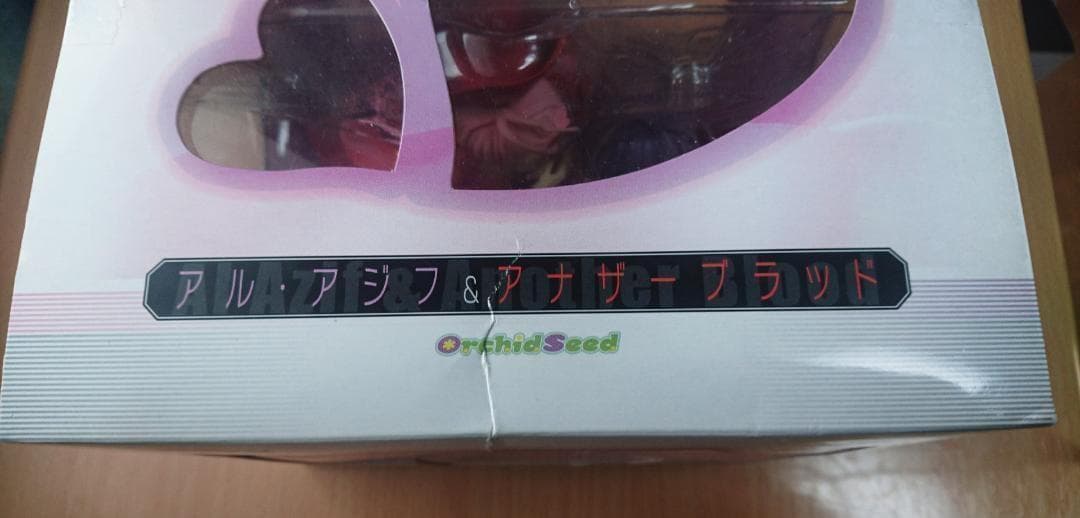 アル・アジフ & アナザーブラッド
Al Azif & Another Blood
OrchidSeed